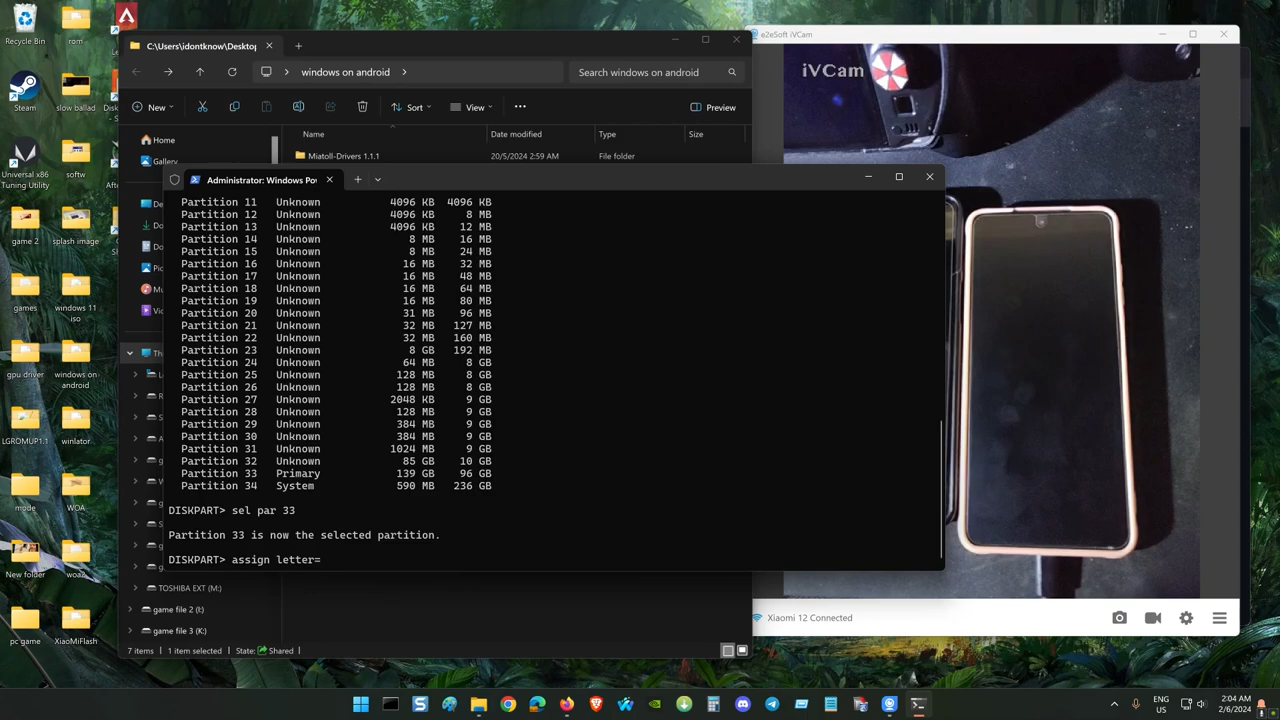 Recycle Bin
rom
Steam
slow ballad
Universal x86
Tuning Utility
softw
game 2
splash image
games
windows 11
iso
gpu driver
windows on
android
LGROMUP1.1
winlator
mode
WOA
New folder
woaz
pc game
XiaoMiFlash
C:\Users\idontknow\Desktop
windows on android
Search windows on android
New
Sort
View
Preview
Home
Gallery
Name
Date modified
Type
Size
Miatoll-Drivers 1.1.1
20/5/2024 2:59 AM
File folder
Administrator: Windows Pov
Partition 11 Unknown 4096 KB 4096 KB
Partition 12 Unknown 4096 KB 8 MB
Partition 13 Unknown 4096 KB 12 MB
Partition 14 Unknown 8 MB 16 MB
Partition 15 Unknown 8 MB 24 MB
Partition 16 Unknown 16 MB 32 MB
Partition 17 Unknown 16 MB 48 MB
Partition 18 Unknown 16 MB 64 MB
Partition 19 Unknown 16 MB 80 MB
Partition 20 Unknown 31 MB 96 MB
Partition 21 Unknown 32 MB 127 MB
Partition 22 Unknown 32 MB 160 MB
Partition 23 Unknown 8 GB 192 MB
Partition 24 Unknown 64 MB 8 GB
Partition 25 Unknown 128 MB 8 GB
Partition 26 Unknown 128 MB 8 GB
Partition 27 Unknown 2048 KB 9 GB
Partition 28 Unknown 128 MB 9 GB
Partition 29 Unknown 384 MB 9 GB
Partition 30 Unknown 384 MB 9 GB
Partition 31 Unknown 1024 MB 9 GB
Partition 32 Unknown 85 GB 10 GB
Partition 33 Primary 139 GB 96 GB
Partition 34 System 590 MB 236 GB
DISKPART> sel par 33
Partition 33 is now the selected partition.
DISKPART> assign letter=
TOSHIBA EXT (M:)
game file 2 (I:)
game file 3 (K:)
7 items
1 item selected
State:
Shared
e2eSoft iVCam
iVCam
Xiaomi 12 Connected
ENG
US
2:04 AM
2/6/2024